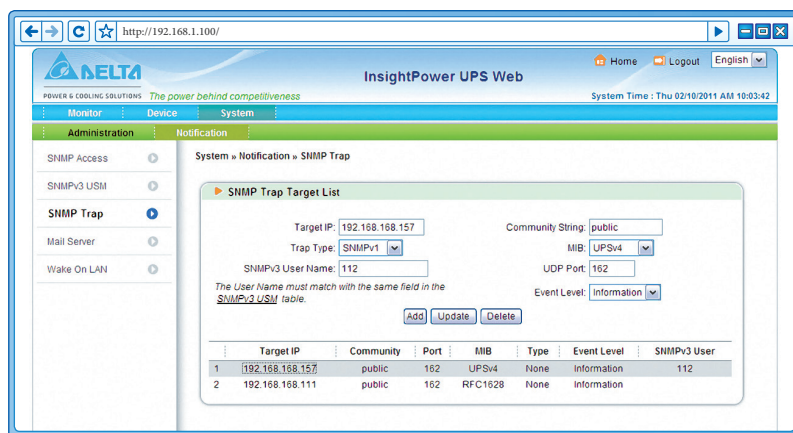 http://192.168.1.100/
DELTA
POWER & COOLING SOLUTIONS
The power behind competitiveness
InsightPower UPS Web
Home
Logout
English
System Time : Thu 02/10/2011 AM 10:03:42
Monitor Device System
Administration Notification
SNMP Access
SNMPv3 USM
SNMP Trap
Mail Server
Wake On LAN
System » Notification » SNMP Trap
SNMP Trap Target List
Target IP: 192.168.168.157 Community String: public
Trap Type: SNMPv1 MIB: UPSv4
SNMPv3 User Name: 112 UDP Port: 162
The User Name must match with the same field in the
SNMPv3 USM table.
Event Level: Information
Add Update Delete
Target IP Community Port MIB Type Event Level SNMPv3 User
1 192.168.168.157 public 162 UPSv4 None Information 112
2 192.168.168.111 public 162 RFC1628 None Information